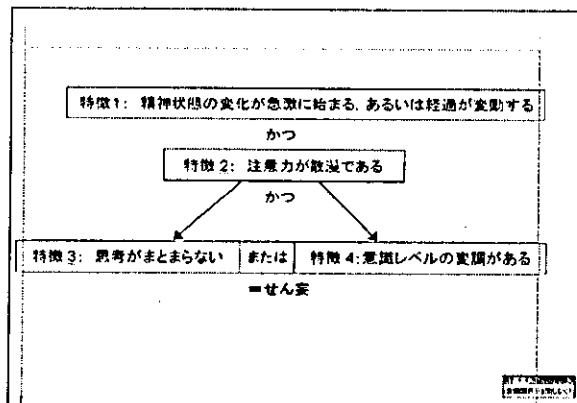 特徴1: 精神状態の変化が急激に始まる、あるいは経過が変動する
かつ
特徴2: 注意力が散漫である
かつ
特徴3: 思考がまとまらない または 特徴4:意識レベルの変調がある
=せん妄